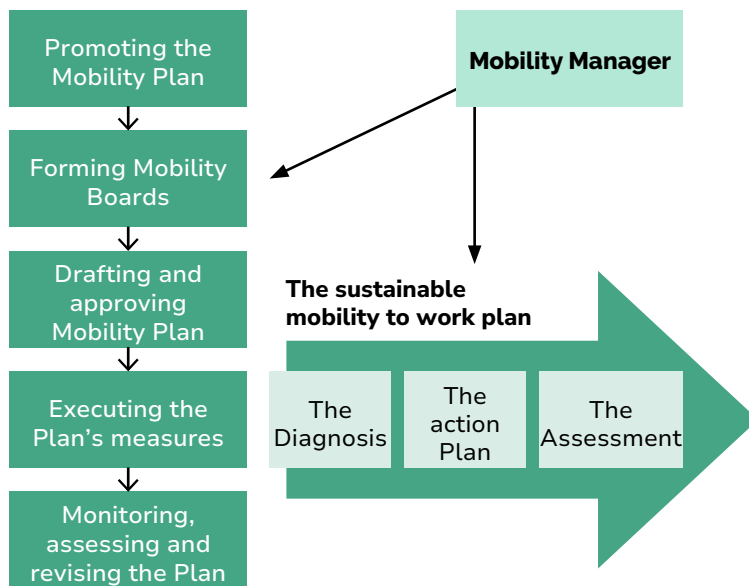 Promoting the
Mobility Plan
Mobility Manager
Forming Mobility
Boards
Drafting and
approving
Mobility Plan
The sustainable
mobility to work plan
Executing the
Plan’s measures
The
Diagnosis
The
action
Plan
The
Assessment
Monitoring,
assessing and
revising the Plan